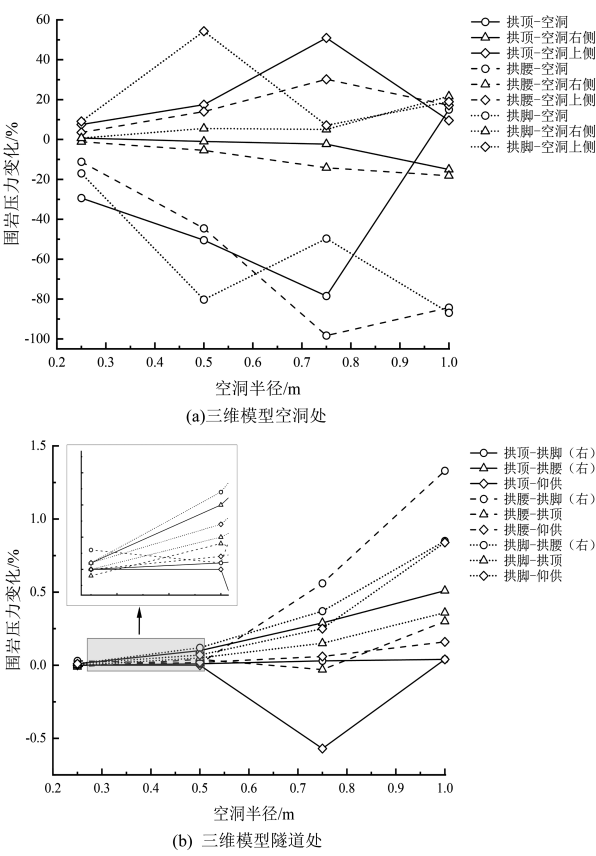 60
40
20
0
-20
-40
-60
-80
-100
围岩压力变化/%
0.2 0.3 0.4 0.5 0.6 0.7 0.8 0.9 1.0
空洞半径/m
拱顶-空洞
拱顶-空洞右侧
拱顶-空洞上侧
拱腰-空洞
拱腰-空洞右侧
拱腰-空洞上侧
拱脚-空洞
拱脚-空洞右侧
拱脚-空洞上侧
(a)三维模型空洞处
1.5
1.0
0.5
0.0
-0.5
围岩压力变化/%
0.2 0.3 0.4 0.5 0.6 0.7 0.8 0.9 1.0
空洞半径/m
拱顶-拱脚（右）
拱顶-拱腰（右）
拱顶-仰供
拱腰-拱脚（右）
拱腰-拱顶
拱腰-仰供
拱脚-拱腰（右）
拱脚-拱顶
拱脚-仰供
(b) 三维模型隧道处